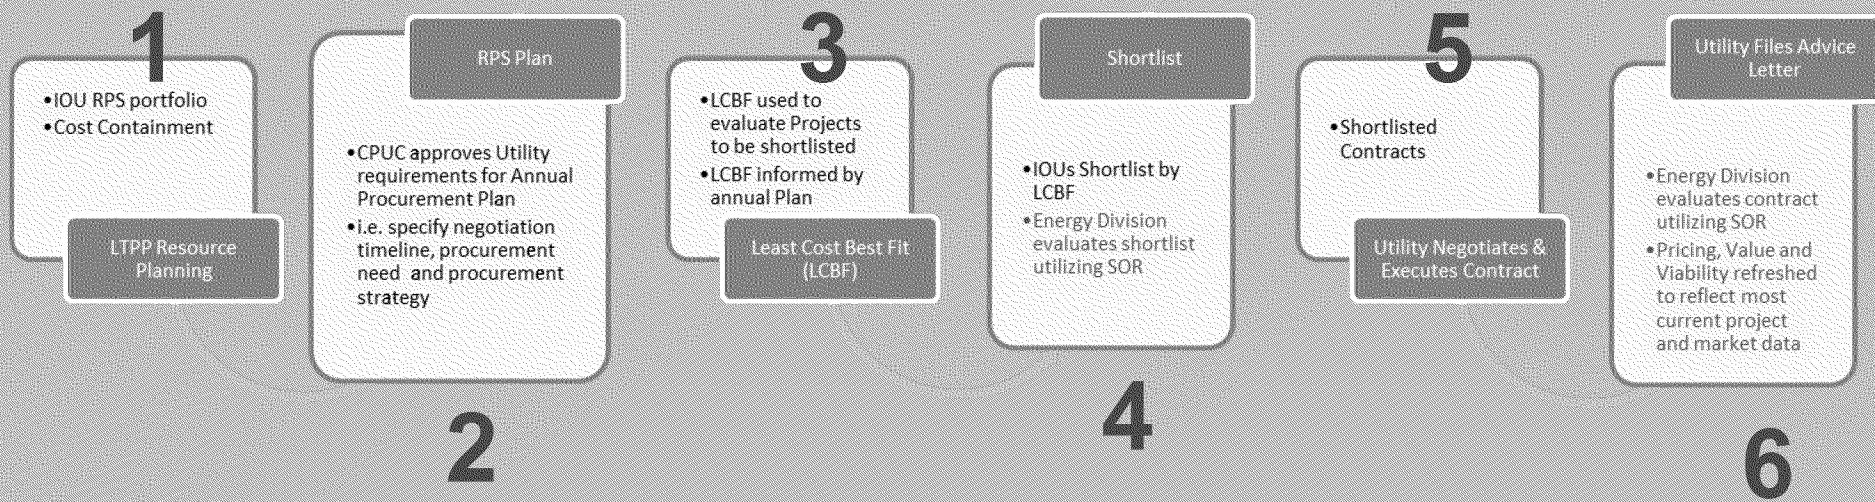 1
•IOU RPS portfolio
•Cost Containment
LTPP Resource
Planning
RPS Plan
•CPUC approves Utility
requirements for Annual
Procurement Plan
•i.e. specify negotiation
timeline, procurement
need and procurement
strategy
2
3
•LCBF used to
evaluate Projects
to be shortlisted
•LCBF informed by
annual Plan
Least Cost Best Fit
(LCBF)
Shortlist
•IOUs Shortlist by
LCBF
•Energy Division
evaluates shortlist
utilizing SOR
4
5
•Shortlisted
Contracts
Utility Negotiates &
Executes Contract
Utility Files Advice
Letter
•Energy Division
evaluates contract
utilizing SOR
•Pricing, Value and
Viability refreshed
to reflect most
current project
and market data
6